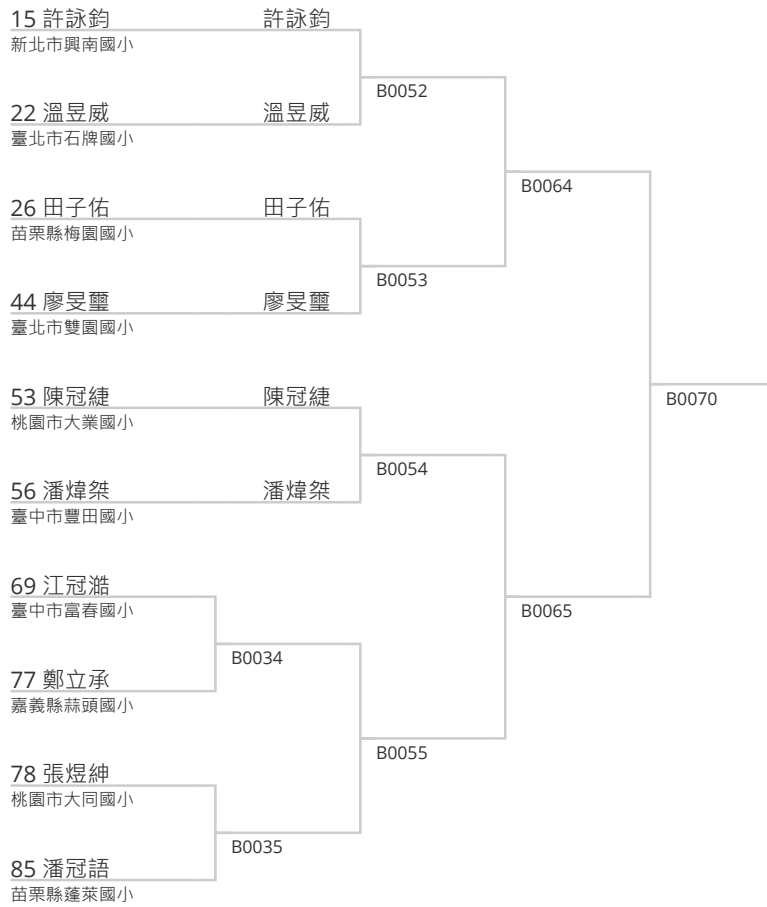 15 許詠鈞 許詠鈞
新北市興南國小
B0052
22 溫昱威 溫昱威
臺北市石牌國小
B0064
26 田子佑 田子佑
苗栗縣梅園國小
B0053
44 廖旻璽 廖旻璽
臺北市雙園國小
B0070
53 陳冠緁 陳冠緁
桃園市大業國小
B0054
56 潘煒桀 潘煒桀
臺中市豐田國小
69 江冠澔
臺中市富春國小
B0065
B0034
77 鄭立承
嘉義縣蒜頭國小
B0055
78 張煜紳
桃園市大同國小
B0035
85 潘冠語
苗栗縣蓬萊國小